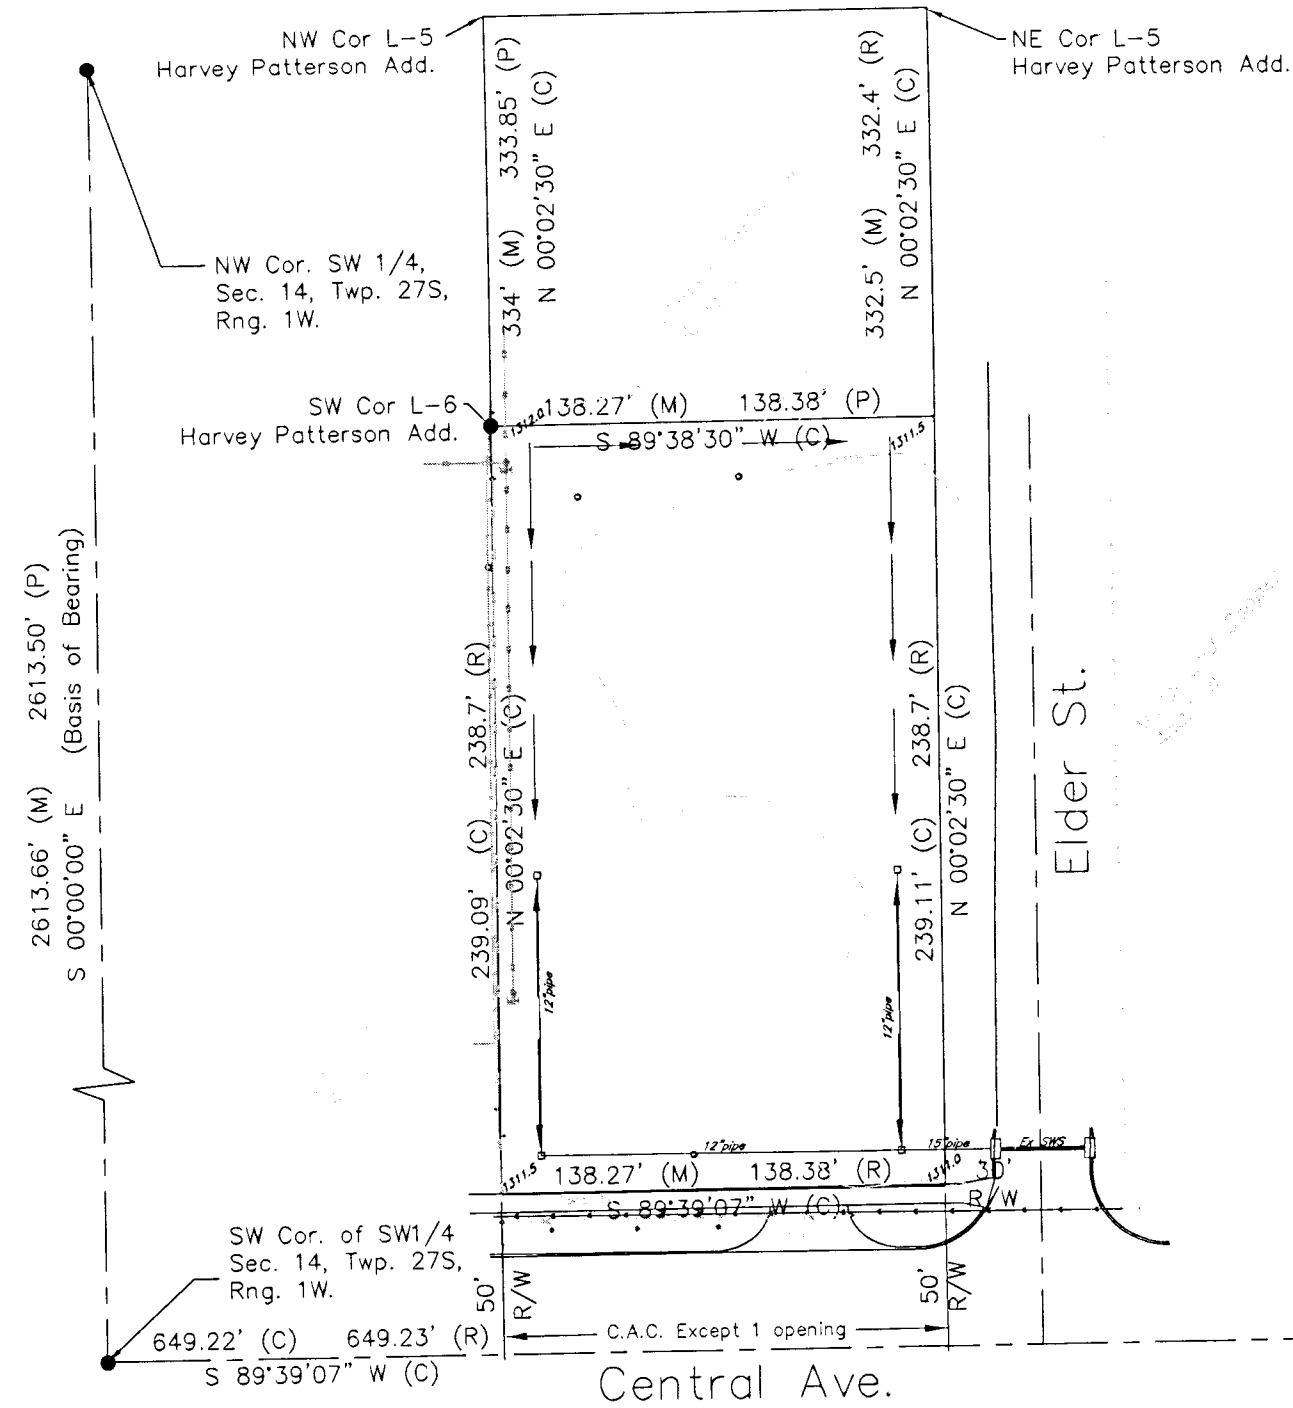 NW Cor L-5
Harvey Patterson Add.
NE Cor L-5
Harvey Patterson Add.
334' (M) 333.85' (P)
N 00°02'30" E (C)
332.5' (M) 332.4' (R)
N 00°02'30" E (C)
NW Cor. SW 1/4,
Sec. 14, Twp. 27S,
Rng. 1W.
SW Cor L-6
Harvey Patterson Add.
1312.0
138.27' (M) 138.38' (P)
S 89°38'30" W (C)
1311.5
2613.66' (M) 2613.50' (P)
S 00°00'00" E (Basis of Bearing)
239.09' (C) 238.7' (R)
N 00°02'30" E (C)
239.11' (C) 238.7' (R)
N 00°02'30" E (C)
Elder St.
12"pipe
12"pipe
12"pipe
15"pipe
Ex SWS
1311.5
138.27' (M) 138.38' (R)
1311.0
30'
S 89°39'07" W (C)
R/W
SW Cor. of SW1/4
Sec. 14, Twp. 27S,
Rng. 1W.
50'
R/W
50'
R/W
649.22' (C) 649.23' (R)
C.A.C. Except 1 opening
S 89°39'07" W (C)
Central Ave.